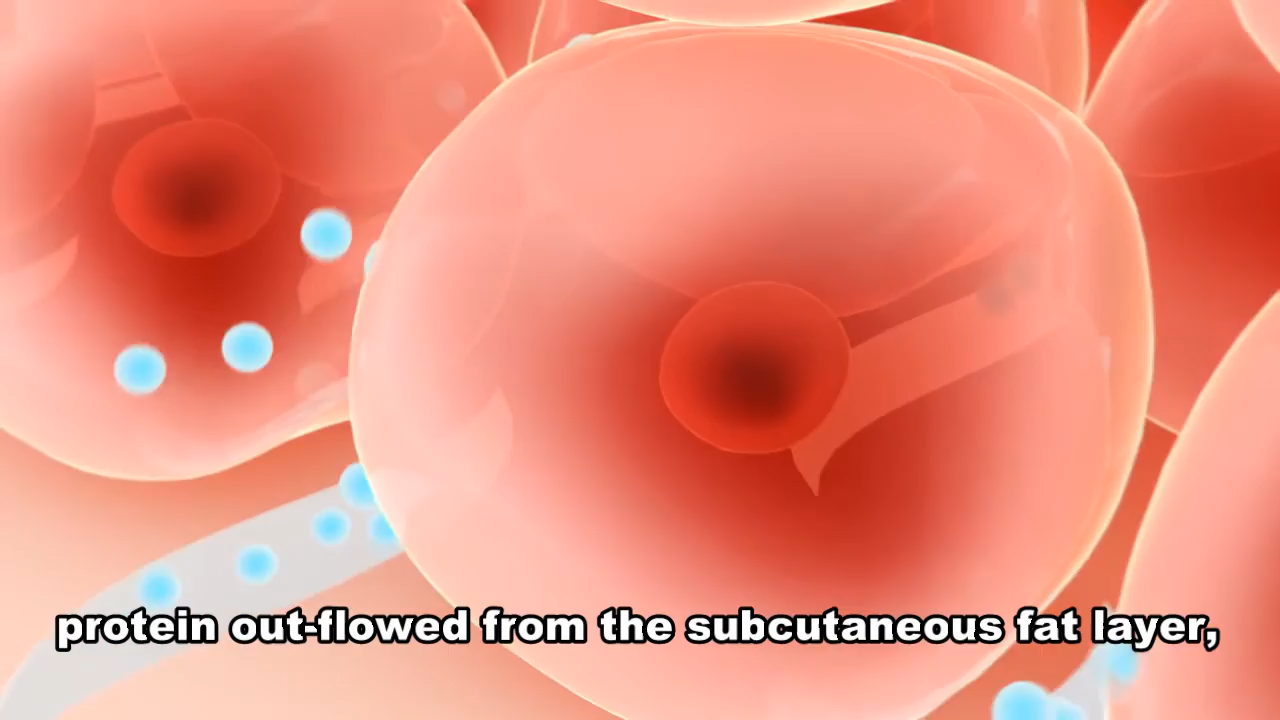 protein out-flowed from the subcutaneous fat layer,